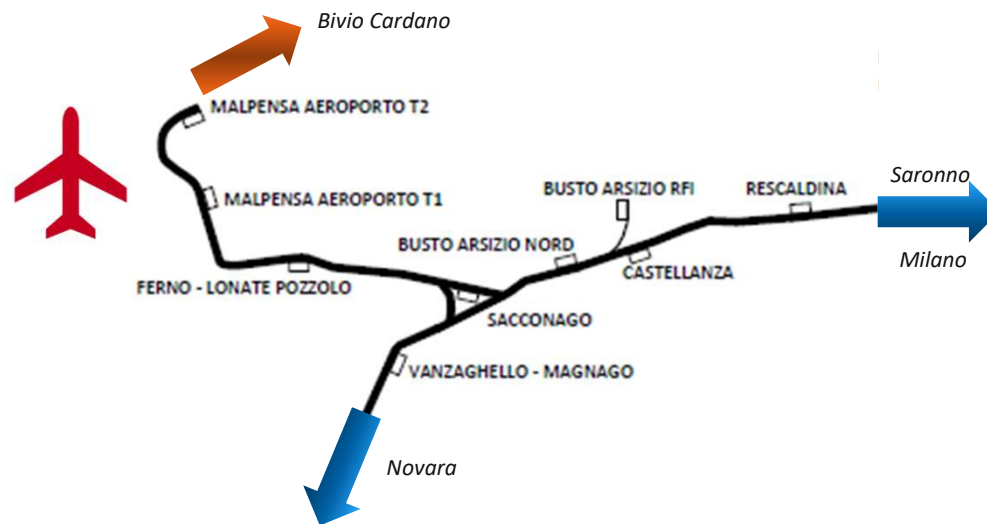 Bivio Cardano
MALPENSA AEROPORTO T2
MALPENSA AEROPORTO T1
BUSTO ARSIZIO RFI
RESCALDINA
Saronno
BUSTO ARSIZIO NORD
CASTELLANZA
Milano
FERNO - LONATE POZZOLO
SACCONAGO
VANZAGHELLO - MAGNAGO
Novara